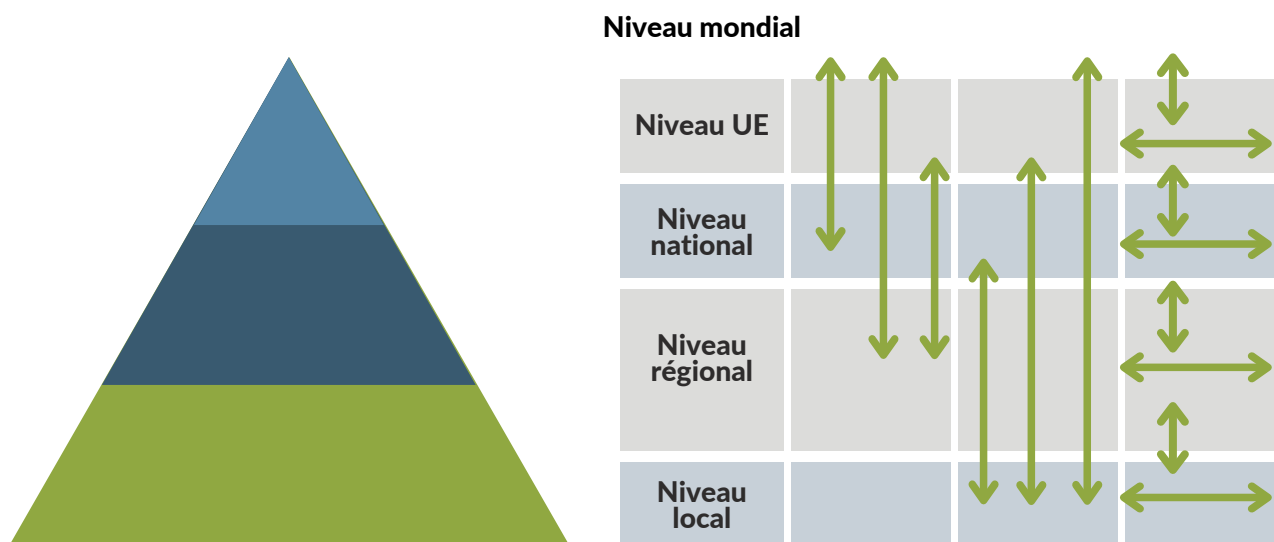 Niveau mondial
Niveau UE
Niveau
national
Niveau
régional
Niveau
local